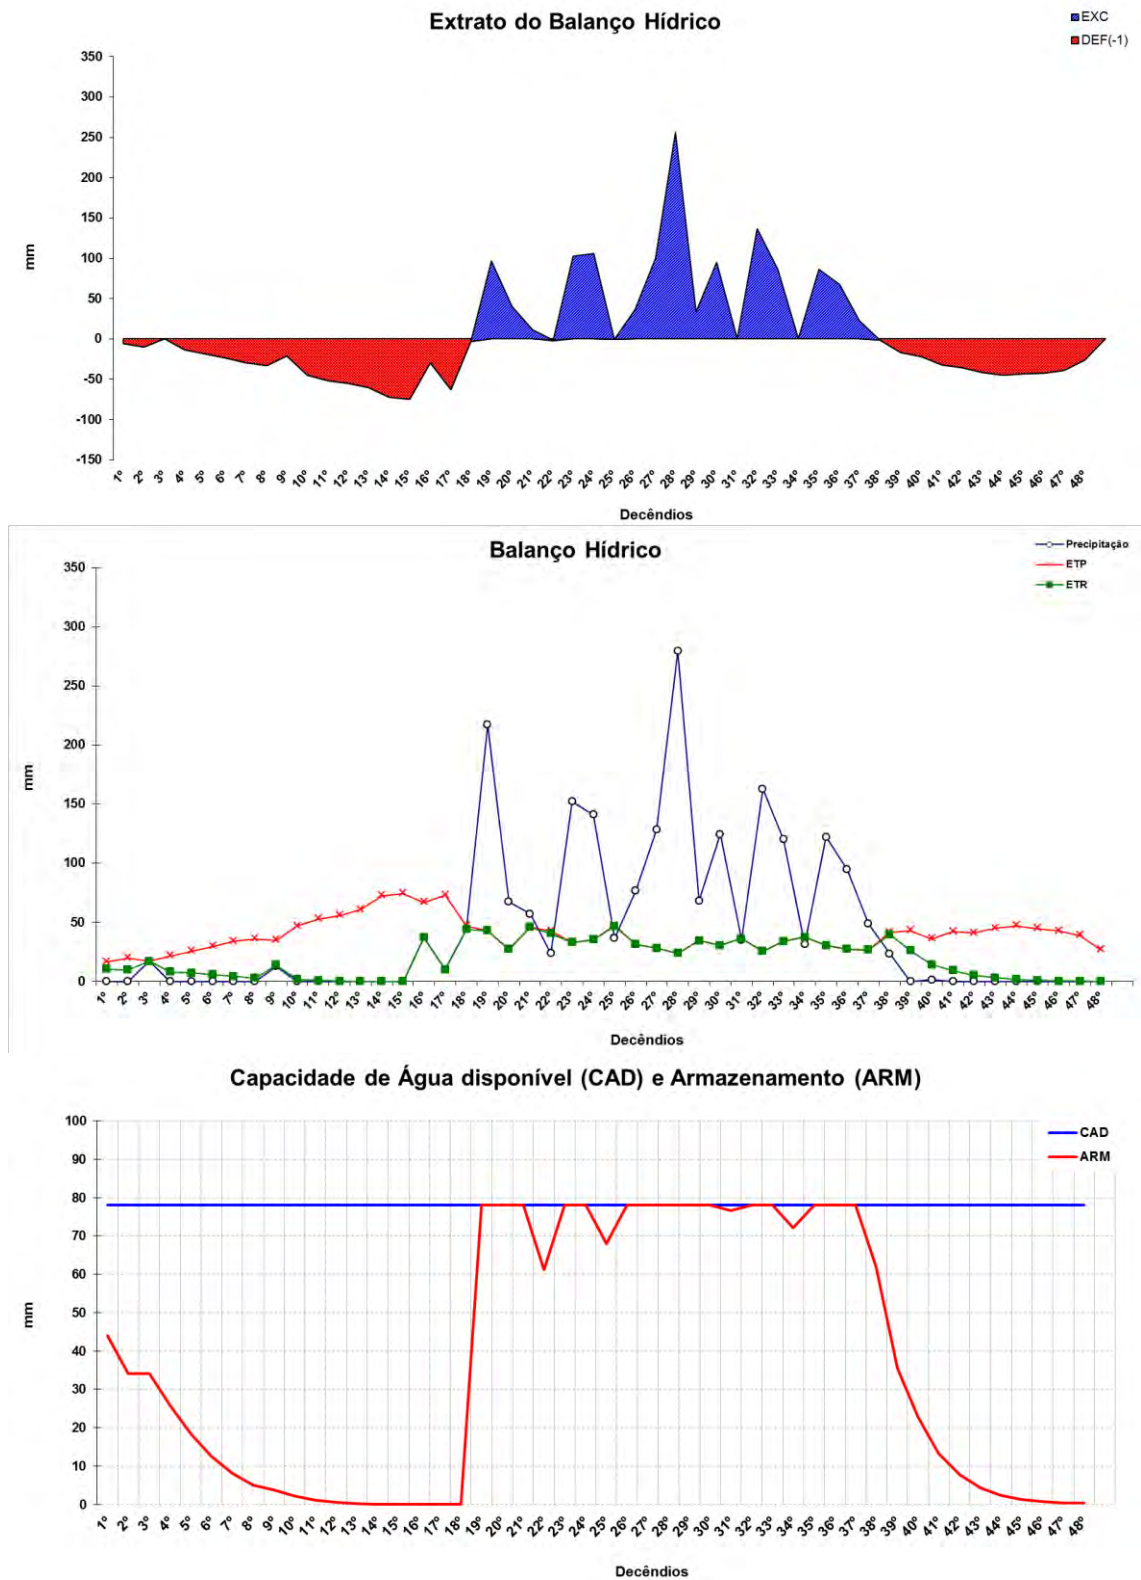 Extrato do Balanço Hídrico
EXC
DEF(-1)
350
300
250
200
150
100
50
0
-50
-100
-150
mm
1º 2º 3º 4º 5º 6º 7º 8º 9º 10º 11º 12º 13º 14º 15º 16º 17º 18º 19º 20º 21º 22º 23º 24º 25º 26º 27º 28º 29º 30º 31º 32º 33º 34º 35º 36º 37º 38º 39º 40º 41º 42º 43º 44º 45º 46º 47º 48º
Decêndios
Balanço Hídrico
Precipitação
ETP
ETR
350
300
250
200
150
100
50
0
mm
1º 2º 3º 4º 5º 6º 7º 8º 9º 10º 11º 12º 13º 14º 15º 16º 17º 18º 19º 20º 21º 22º 23º 24º 25º 26º 27º 28º 29º 30º 31º 32º 33º 34º 35º 36º 37º 38º 39º 40º 41º 42º 43º 44º 45º 46º 47º 48º
Decêndios
Capacidade de Água disponível (CAD) e Armazenamento (ARM)
CAD
ARM
100
90
80
70
60
50
40
30
20
10
0
mm
1º 2º 3º 4º 5º 6º 7º 8º 9º 10º 11º 12º 13º 14º 15º 16º 17º 18º 19º 20º 21º 22º 23º 24º 25º 26º 27º 28º 29º 30º 31º 32º 33º 34º 35º 36º 37º 38º 39º 40º 41º 42º 43º 44º 45º 46º 47º 48º
Decêndios